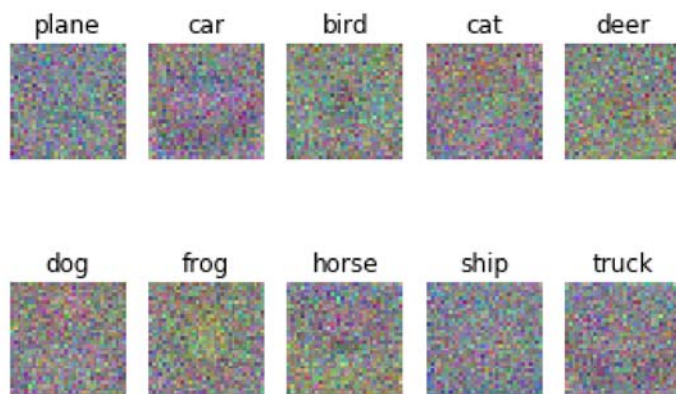 plane car bird cat deer
dog frog horse ship truck